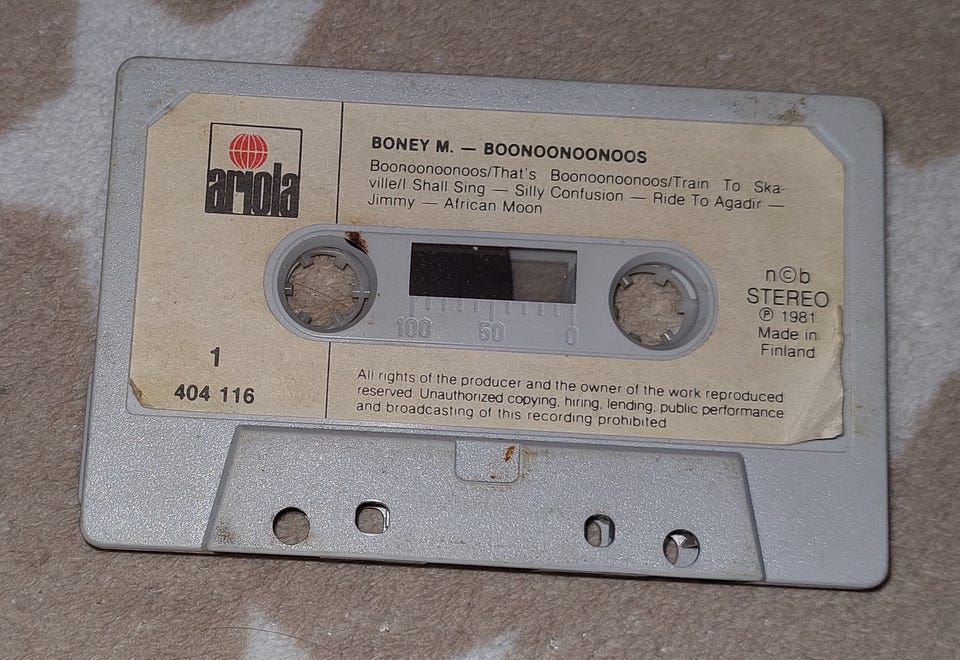 ariola
BONEY M. — BOONOONOONOOS
Boonoonoonoos/That's Boonoonoonoos/Train To Ska-
ville/I Shall Sing — Silly Confusion — Ride To Agadir —
Jimmy — African Moon
100 50 0
n©b
STEREO
℗ 1981
Made in
Finland
1
404 116
All rights of the producer and the owner of the work reproduced
reserved. Unauthorized copying, hiring, lending, public performance
and broadcasting of this recording prohibited